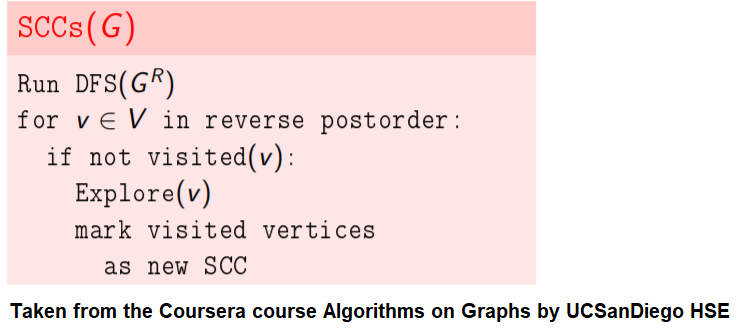 SCCs(G)
Run DFS(Gᴿ)
for v ∈ V in reverse postorder:
if not visited(v):
Explore(v)
mark visited vertices
as new SCC
Taken from the Coursera course Algorithms on Graphs by UCSanDiego HSE